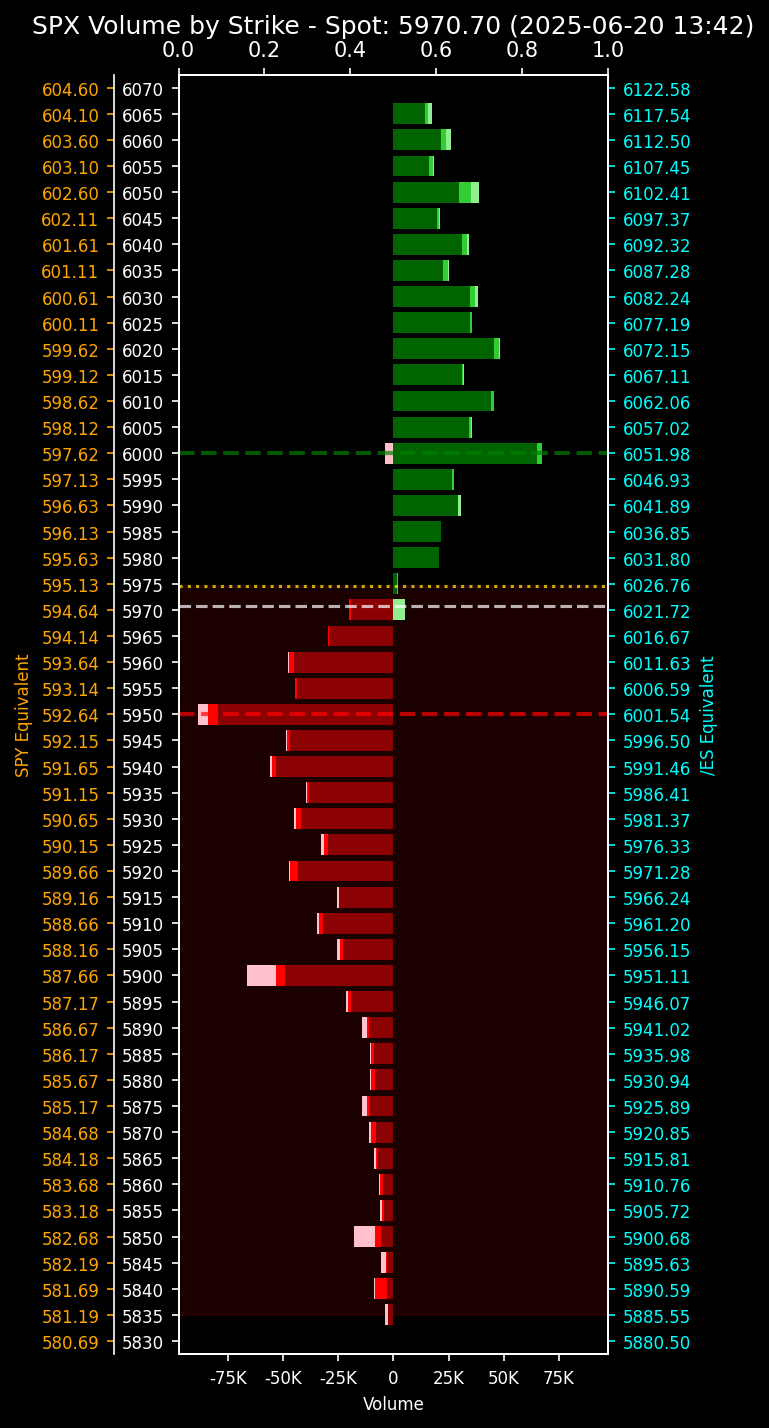 SPX Volume by Strike - Spot: 5970.70 (2025-06-20 13:42)
0.0 0.2 0.4 0.6 0.8 1.0
604.60 6070 6122.58
604.10 6065 6117.54
603.60 6060 6112.50
603.10 6055 6107.45
602.60 6050 6102.41
602.11 6045 6097.37
601.61 6040 6092.32
601.11 6035 6087.28
600.61 6030 6082.24
600.11 6025 6077.19
599.62 6020 6072.15
599.12 6015 6067.11
598.62 6010 6062.06
598.12 6005 6057.02
597.62 6000 6051.98
597.13 5995 6046.93
596.63 5990 6041.89
596.13 5985 6036.85
595.63 5980 6031.80
595.13 5975 6026.76
594.64 5970 6021.72
594.14 5965 6016.67
593.64 5960 6011.63
593.14 5955 6006.59
592.64 5950 6001.54
592.15 5945 5996.50
591.65 5940 5991.46
591.15 5935 5986.41
590.65 5930 5981.37
590.15 5925 5976.33
589.66 5920 5971.28
589.16 5915 5966.24
588.66 5910 5961.20
588.16 5905 5956.15
587.66 5900 5951.11
587.17 5895 5946.07
586.67 5890 5941.02
586.17 5885 5935.98
585.67 5880 5930.94
585.17 5875 5925.89
584.68 5870 5920.85
584.18 5865 5915.81
583.68 5860 5910.76
583.18 5855 5905.72
582.68 5850 5900.68
582.19 5845 5895.63
581.69 5840 5890.59
581.19 5835 5885.55
580.69 5830 5880.50
SPY Equivalent
/ES Equivalent
-75K -50K -25K 0 25K 50K 75K
Volume